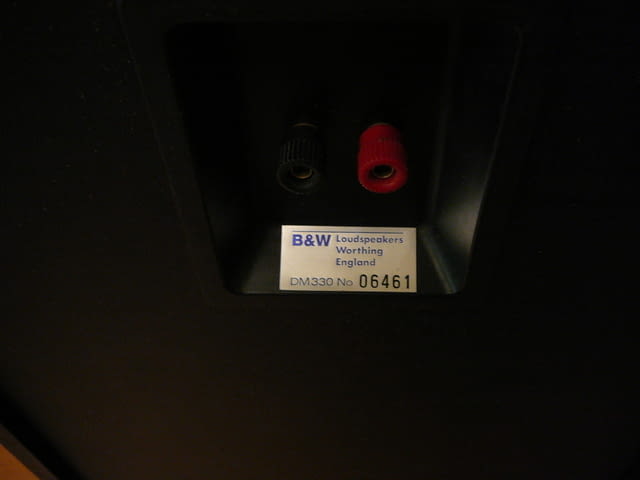 B&W Loudspeakers
Worthing
England
DM330 No 06461